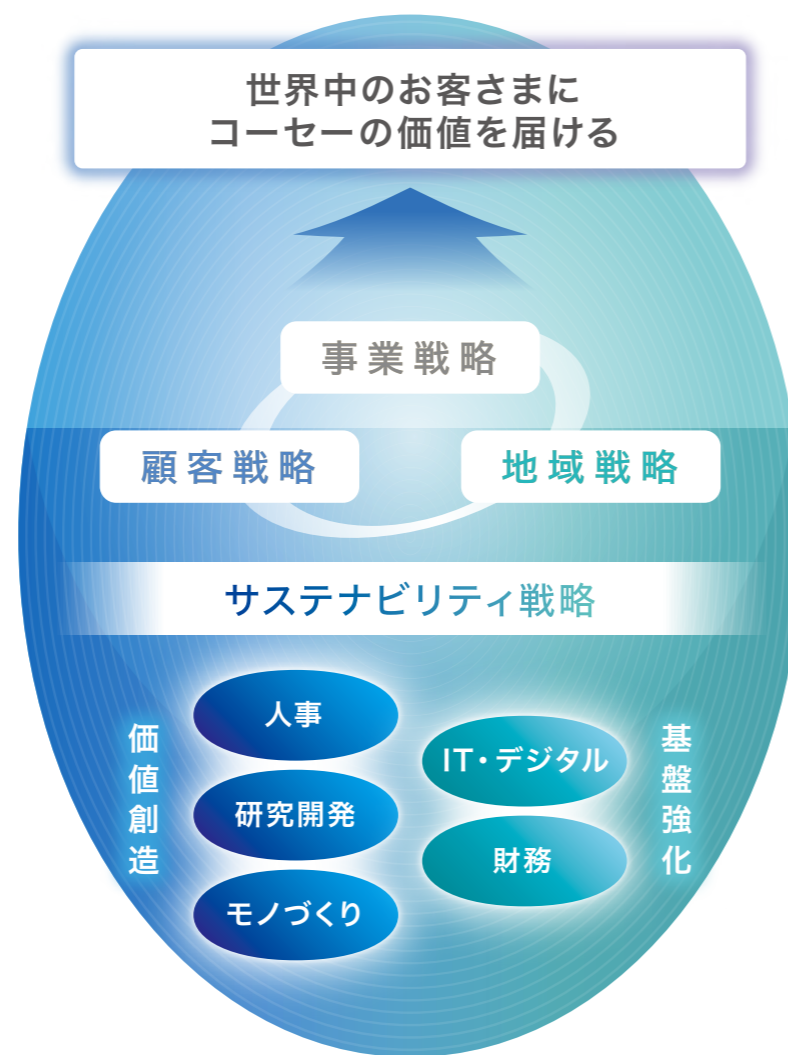 世界中のお客さまに
コーセーの価値を届ける
事業戦略
顧客戦略
地域戦略
サステナビリティ戦略
価値創造
人事
研究開発
モノづくり
IT・デジタル
財務
基盤強化